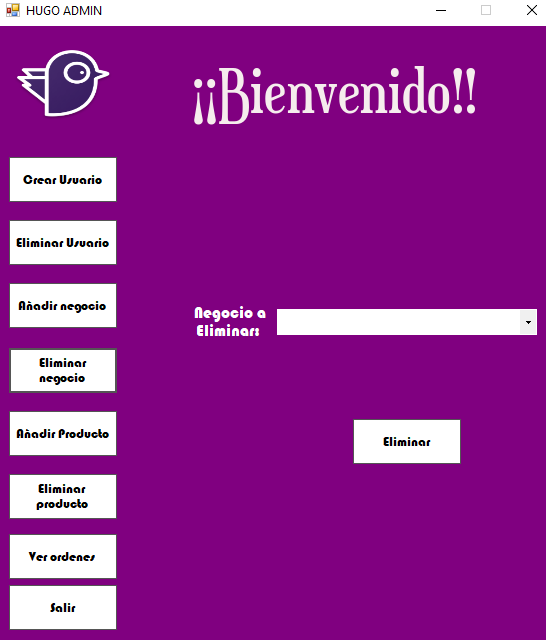 HUGO ADMIN
¡¡Bienvenido!!
Crear Usuario
Eliminar Usuario
Añadir negocio
Eliminar
negocio
Añadir Producto
Eliminar
producto
Ver ordenes
Salir
Negocio a
Eliminar:
Eliminar